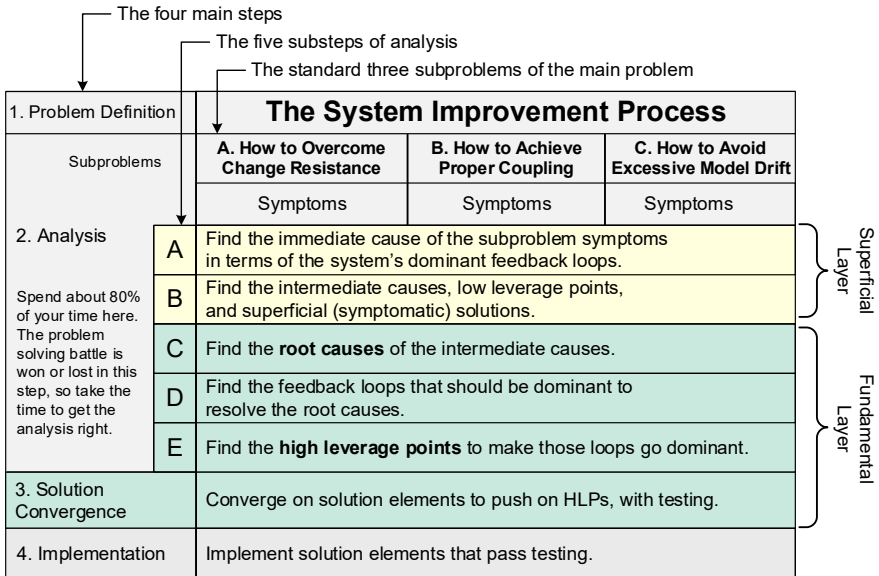 The four main steps
The five substeps of analysis
The standard three subproblems of the main problem
1. Problem Definition
The System Improvement Process
Subproblems
A. How to Overcome
Change Resistance
B. How to Achieve
Proper Coupling
C. How to Avoid
Excessive Model Drift
Symptoms
Symptoms
Symptoms
2. Analysis
Spend about 80%
of your time here.
The problem
solving battle is
won or lost in this
step, so take the
time to get the
analysis right.
A
Find the immediate cause of the subproblem symptoms
in terms of the system’s dominant feedback loops.
B
Find the intermediate causes, low leverage points,
and superficial (symptomatic) solutions.
C
Find the root causes of the intermediate causes.
D
Find the feedback loops that should be dominant to
resolve the root causes.
E
Find the high leverage points to make those loops go dominant.
3. Solution
Convergence
Converge on solution elements to push on HLPs, with testing.
4. Implementation
Implement solution elements that pass testing.
Superficial
Layer
Fundamental
Layer